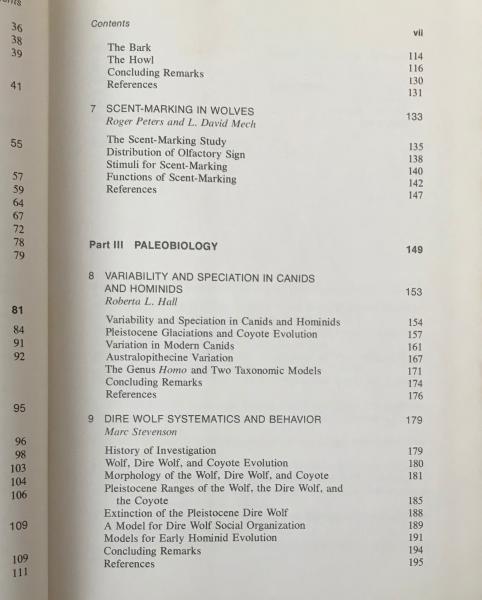 36
38
39
41
55
57
59
64
67
72
78
79
81
84
91
92
95
96
98
103
104
106
109
109
111
Contents
vii
The Bark 114
The Howl 116
Concluding Remarks 130
References 131
7 SCENT-MARKING IN WOLVES 133
Roger Peters and L. David Mech
The Scent-Marking Study 135
Distribution of Olfactory Sign 138
Stimuli for Scent-Marking 140
Functions of Scent-Marking 142
References 147
Part III PALEOBIOLOGY 149
8 VARIABILITY AND SPECIATION IN CANIDS
AND HOMINIDS 153
Roberta L. Hall
Variability and Speciation in Canids and Hominids 154
Pleistocene Glaciations and Coyote Evolution 157
Variation in Modern Canids 161
Australopithecine Variation 167
The Genus Homo and Two Taxonomic Models 171
Concluding Remarks 174
References 176
9 DIRE WOLF SYSTEMATICS AND BEHAVIOR 179
Marc Stevenson
History of Investigation 179
Wolf, Dire Wolf, and Coyote Evolution 180
Morphology of the Wolf, Dire Wolf, and Coyote 181
Pleistocene Ranges of the Wolf, the Dire Wolf, and
the Coyote 185
Extinction of the Pleistocene Dire Wolf 188
A Model for Dire Wolf Social Organization 189
Models for Early Hominid Evolution 191
Concluding Remarks 194
References 195